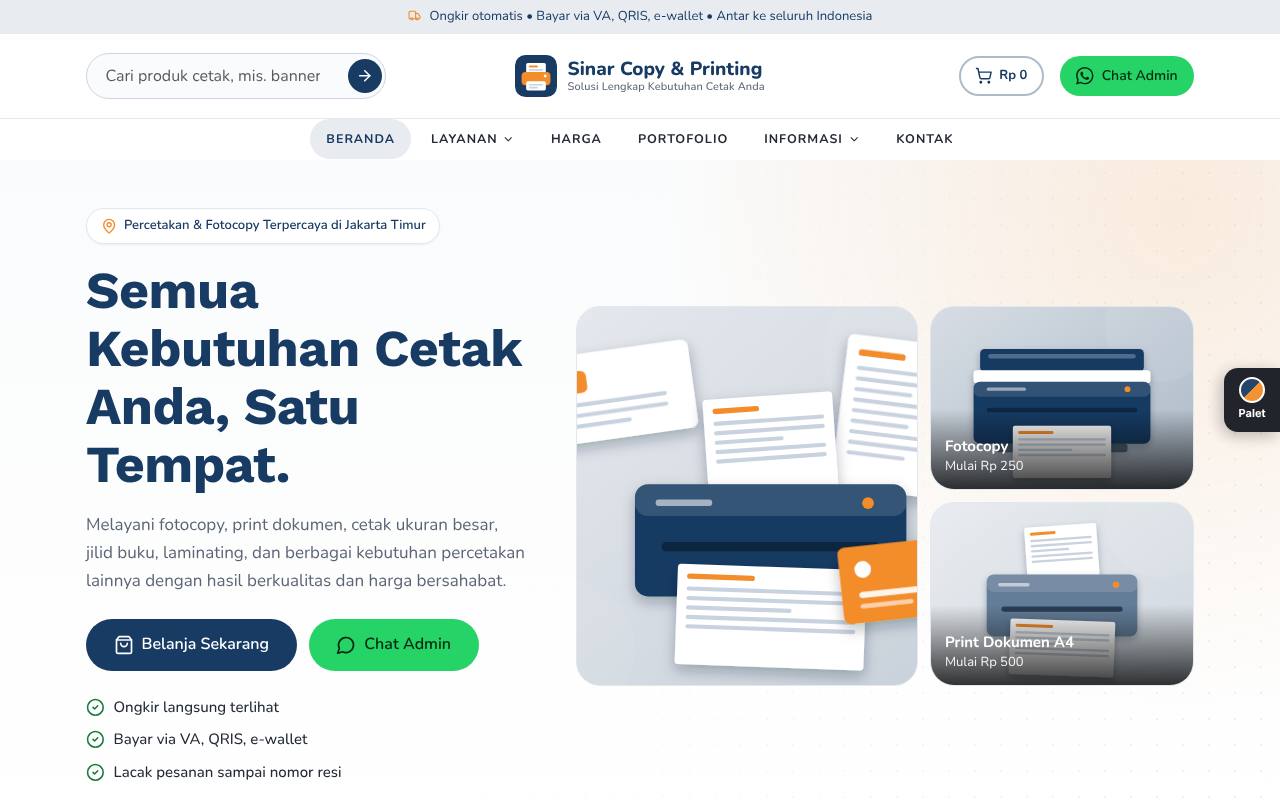 Ongkir otomatis • Bayar via VA, QRIS, e-wallet • Antar ke seluruh Indonesia
Cari produk cetak, mis. banner
Sinar Copy & Printing
Solusi Lengkap Kebutuhan Cetak Anda
Rp 0
Chat Admin
BERANDA
LAYANAN
HARGA
PORTOFOLIO
INFORMASI
KONTAK
Percetakan & Fotocopy Terpercaya di Jakarta Timur
Semua
Kebutuhan Cetak
Anda, Satu
Tempat.
Melayani fotocopy, print dokumen, cetak ukuran besar,
jilid buku, laminating, dan berbagai kebutuhan percetakan
lainnya dengan hasil berkualitas dan harga bersahabat.
Belanja Sekarang
Chat Admin
Ongkir langsung terlihat
Bayar via VA, QRIS, e-wallet
Lacak pesanan sampai nomor resi
Fotocopy
Mulai Rp 250
Print Dokumen A4
Mulai Rp 500
Palet